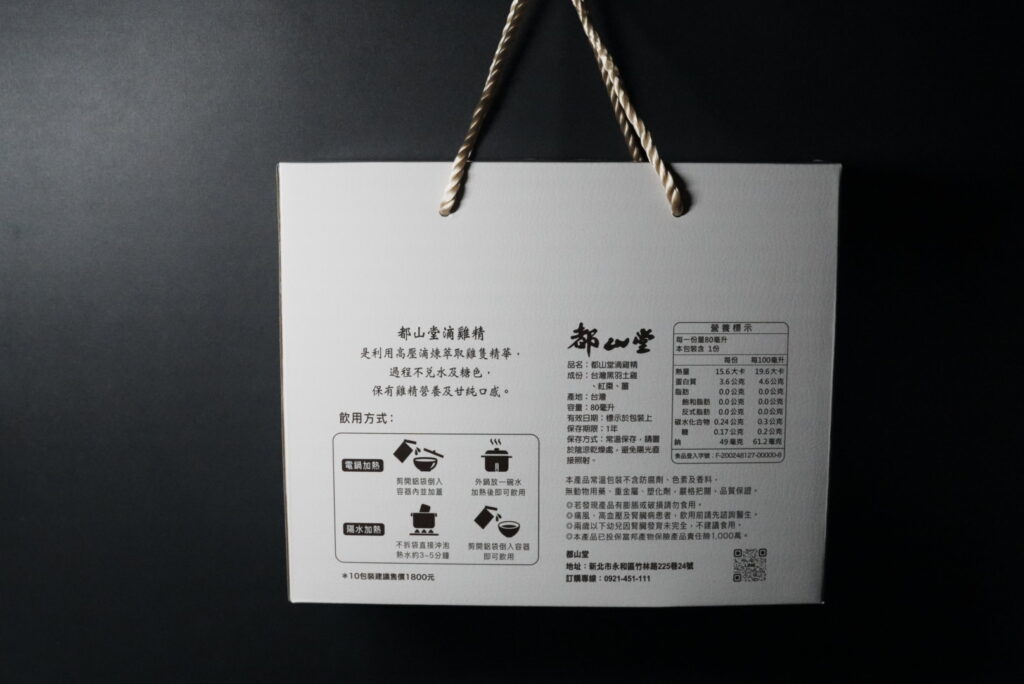 都山堂滴雞精
是利用高壓滴煉萃取雞隻精華，
過程不兌水及糖色，
保有雞精營養及甘純口感。
飲用方式：
電鍋加熱
剪開鋁袋倒入
容器內並加蓋
外鍋放一碗水
加熱後即可飲用
隔水加熱
不拆袋直接沖泡
熱水約3~5分鐘
剪開鋁袋倒入容器
即可飲用
＊10包裝建議售價1800元
都山堂
品名：都山堂滴雞精
成份：台灣黑羽土雞
、紅棗、薑
產地：台灣
容量：80毫升
有效日期：標示於包裝上
保存期限：1年
保存方式：常溫保存，請置
於陰涼乾燥處，避免陽光直
接照射。
營養標示
每一份量80毫升
本包裝含 1份
每份 每100毫升
熱量 15.6大卡 19.6大卡
蛋白質 3.6公克 4.6公克
脂肪 0.0公克 0.0公克
飽和脂肪 0.0公克 0.0公克
反式脂肪 0.0公克 0.0公克
碳水化合物 0.24公克 0.3公克
糖 0.17公克 0.2公克
鈉 49毫克 61.2毫克
食品登入字號：F-200248127-00000-8
本產品常溫包裝不含防腐劑、色素及香料，
無動物用藥、重金屬、塑化劑，嚴格把關、品質保證。
◎若發現產品有膨脹或破損請勿食用。
◎痛風、高血壓及腎臟病患者，飲用前請先諮詢醫生。
◎兩歲以下幼兒因腎臟發育未完全，不建議食用。
◎本產品已投保富邦產物保險產品責任險1,000萬。
都山堂
地址：新北市永和區竹林路225巷24號
訂購專線：0921-451-111